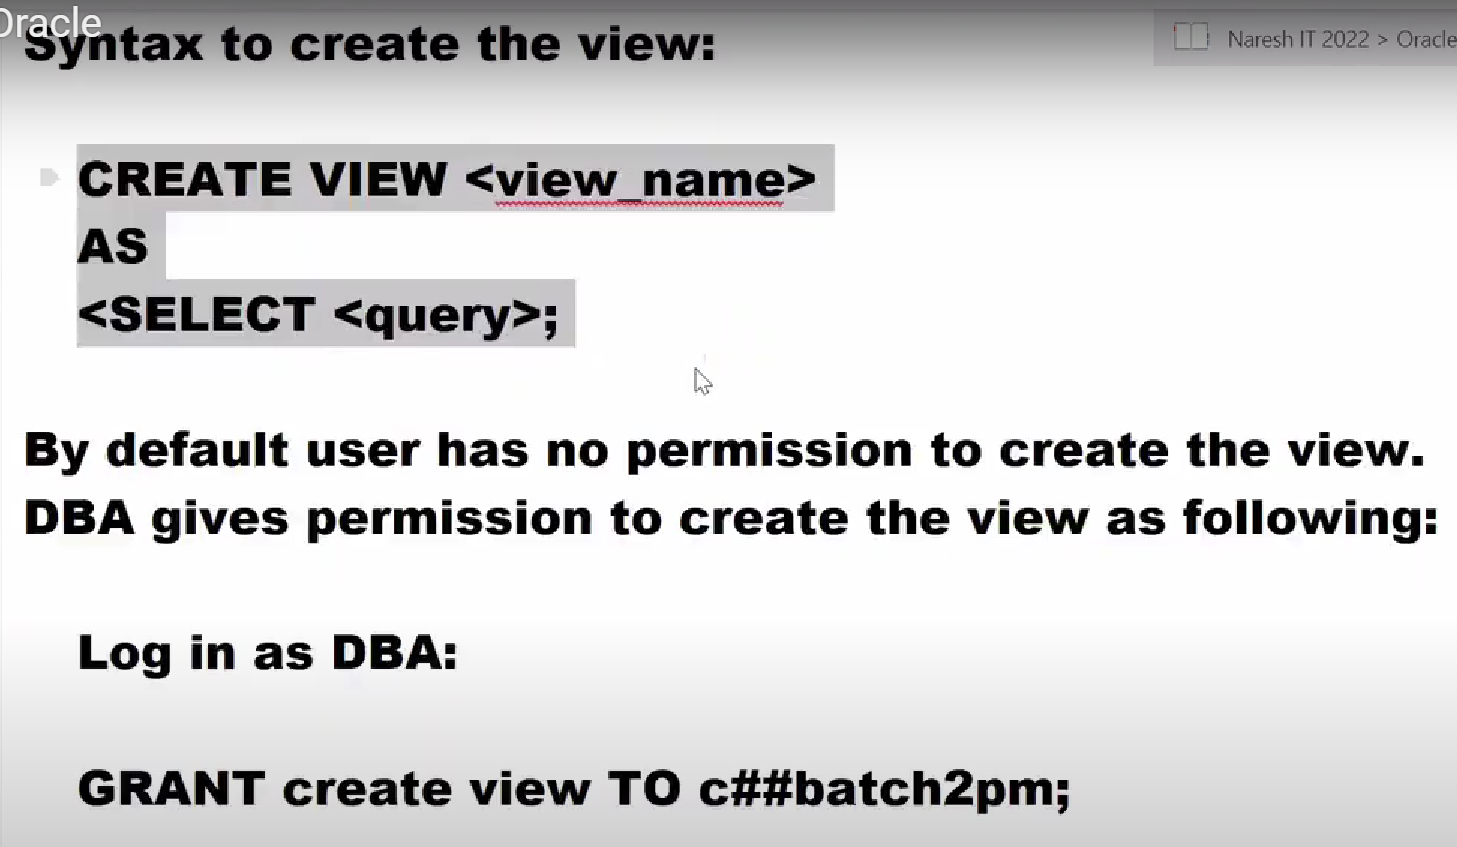 Oracle
Syntax to create the view:
Naresh IT 2022 > Oracle
CREATE VIEW <view_name>
AS
<SELECT <query>;
By default user has no permission to create the view.
DBA gives permission to create the view as following:
Log in as DBA:
GRANT create view TO c##batch2pm;